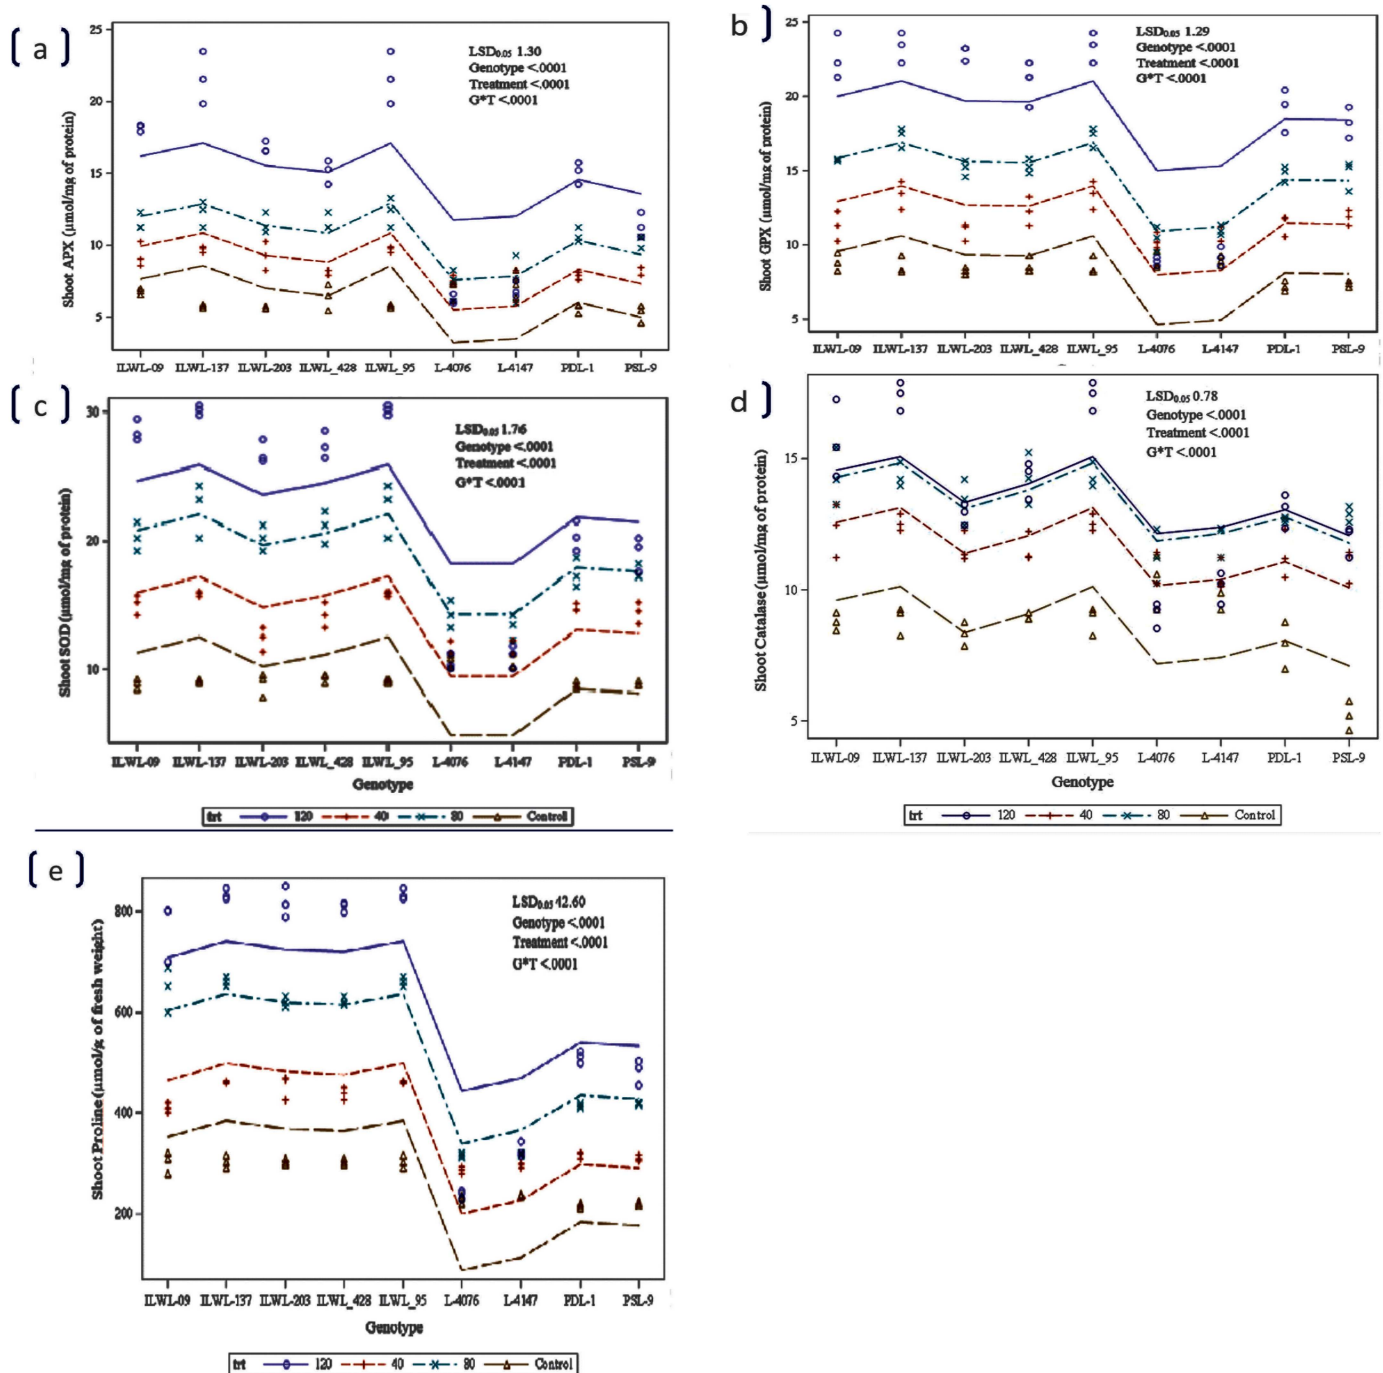 [ a ]
25
20
15
10
5
Shoot APX (μmol/mg of protein)
LSD0.05 1.30
Genotype <.0001
Treatment <.0001
G*T <.0001
ILWL-09 ILWL-137 ILWL-203 ILWL_428 ILWL_95 L-4076 L-4147 PDL-1 PSL-9
[ b ]
25
20
15
10
5
Shoot GPX (μmol/mg of protein)
LSD0.05 1.29
Genotype <.0001
Treatment <.0001
G*T <.0001
ILWL-09 ILWL-137 ILWL-203 ILWL_428 ILWL_95 L-4076 L-4147 PDL-1 PSL-9
[ c ]
30
20
10
Shoot SOD (μmol/mg of protein)
LSD0.05 1.76
Genotype <.0001
Treatment <.0001
G*T <.0001
ILWL-09 ILWL-137 ILWL-203 ILWL_428 ILWL_95 L-4076 L-4147 PDL-1 PSL-9
Genotype
trt 120 40 80 Control
[ d ]
15
10
5
Shoot Catalase (μmol/mg of protein)
LSD0.05 0.78
Genotype <.0001
Treatment <.0001
G*T <.0001
ILWL-09 ILWL-137 ILWL-203 ILWL_428 ILWL_95 L-4076 L-4147 PDL-1 PSL-9
Genotype
trt 120 40 80 Control
[ e ]
800
600
400
200
Shoot Proline (μmol/g of fresh weight)
LSD0.05 42.60
Genotype <.0001
Treatment <.0001
G*T <.0001
ILWL-09 ILWL-137 ILWL-203 ILWL_428 ILWL_95 L-4076 L-4147 PDL-1 PSL-9
Genotype
trt 120 40 80 Control